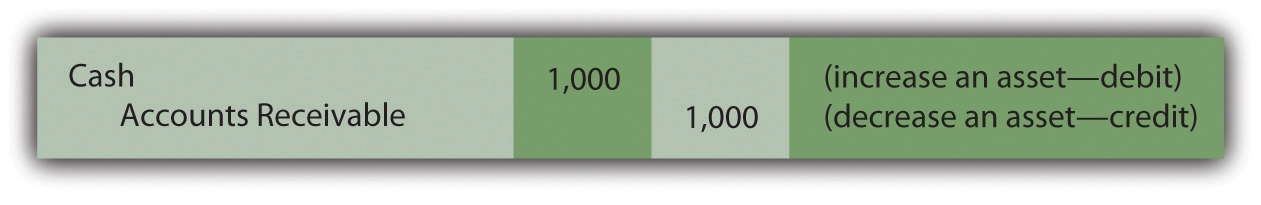 Cash 1,000 (increase an asset—debit)
Accounts Receivable 1,000 (decrease an asset—credit)